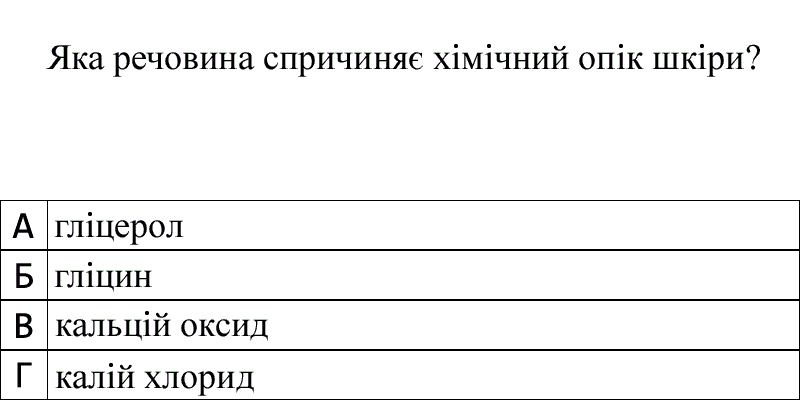 Яка речовина спричиняє хімічний опік шкіри?
А гліцерол
Б гліцин
В кальцій оксид
Г калій хлорид